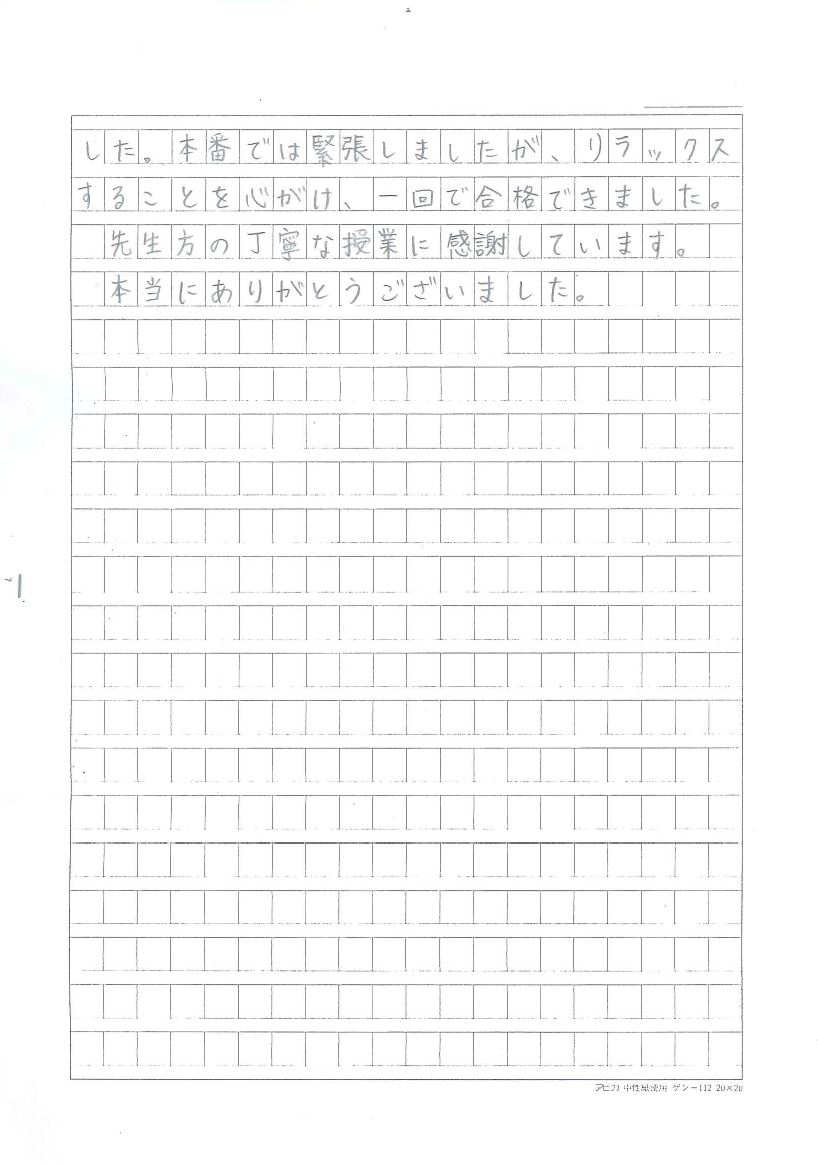 した。本番では緊張しましたが、リラックス
することを心がけ、一回で合格できました。
先生方の丁寧な授業に感謝しています。
本当にありがとうございました。
アピカ 中性紙使用 ゲンー112 20×20